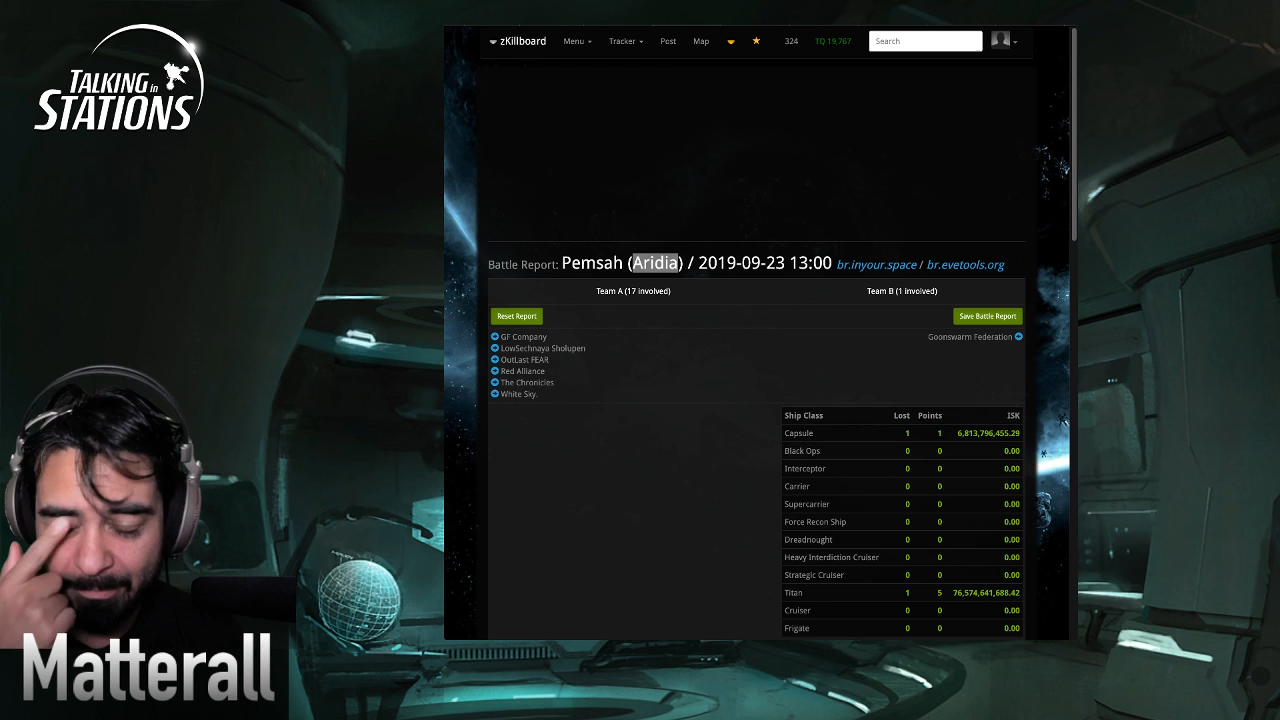 TALKING in
STATIONS
zKillboard Menu Tracker Post Map 324 TQ 19,767 Search
Battle Report: Pemsah (Aridia) / 2019-09-23 13:00 br.inyour.space / br.evetools.org
Team A (17 involved) Team B (1 involved)
Reset Report Save Battle Report
GF Company Goonswarm Federation
LowSechnaya Sholupen
OutLast FEAR
Red Alliance
The Chronicles
White Sky.
Ship Class Lost Points ISK
Capsule 1 1 6,813,796,455.29
Black Ops 0 0 0.00
Interceptor 0 0 0.00
Carrier 0 0 0.00
Supercarrier 0 0 0.00
Force Recon Ship 0 0 0.00
Dreadnought 0 0 0.00
Heavy Interdiction Cruiser 0 0 0.00
Strategic Cruiser 0 0 0.00
Titan 1 5 76,574,641,688.42
Cruiser 0 0 0.00
Frigate 0 0 0.00
Matterall